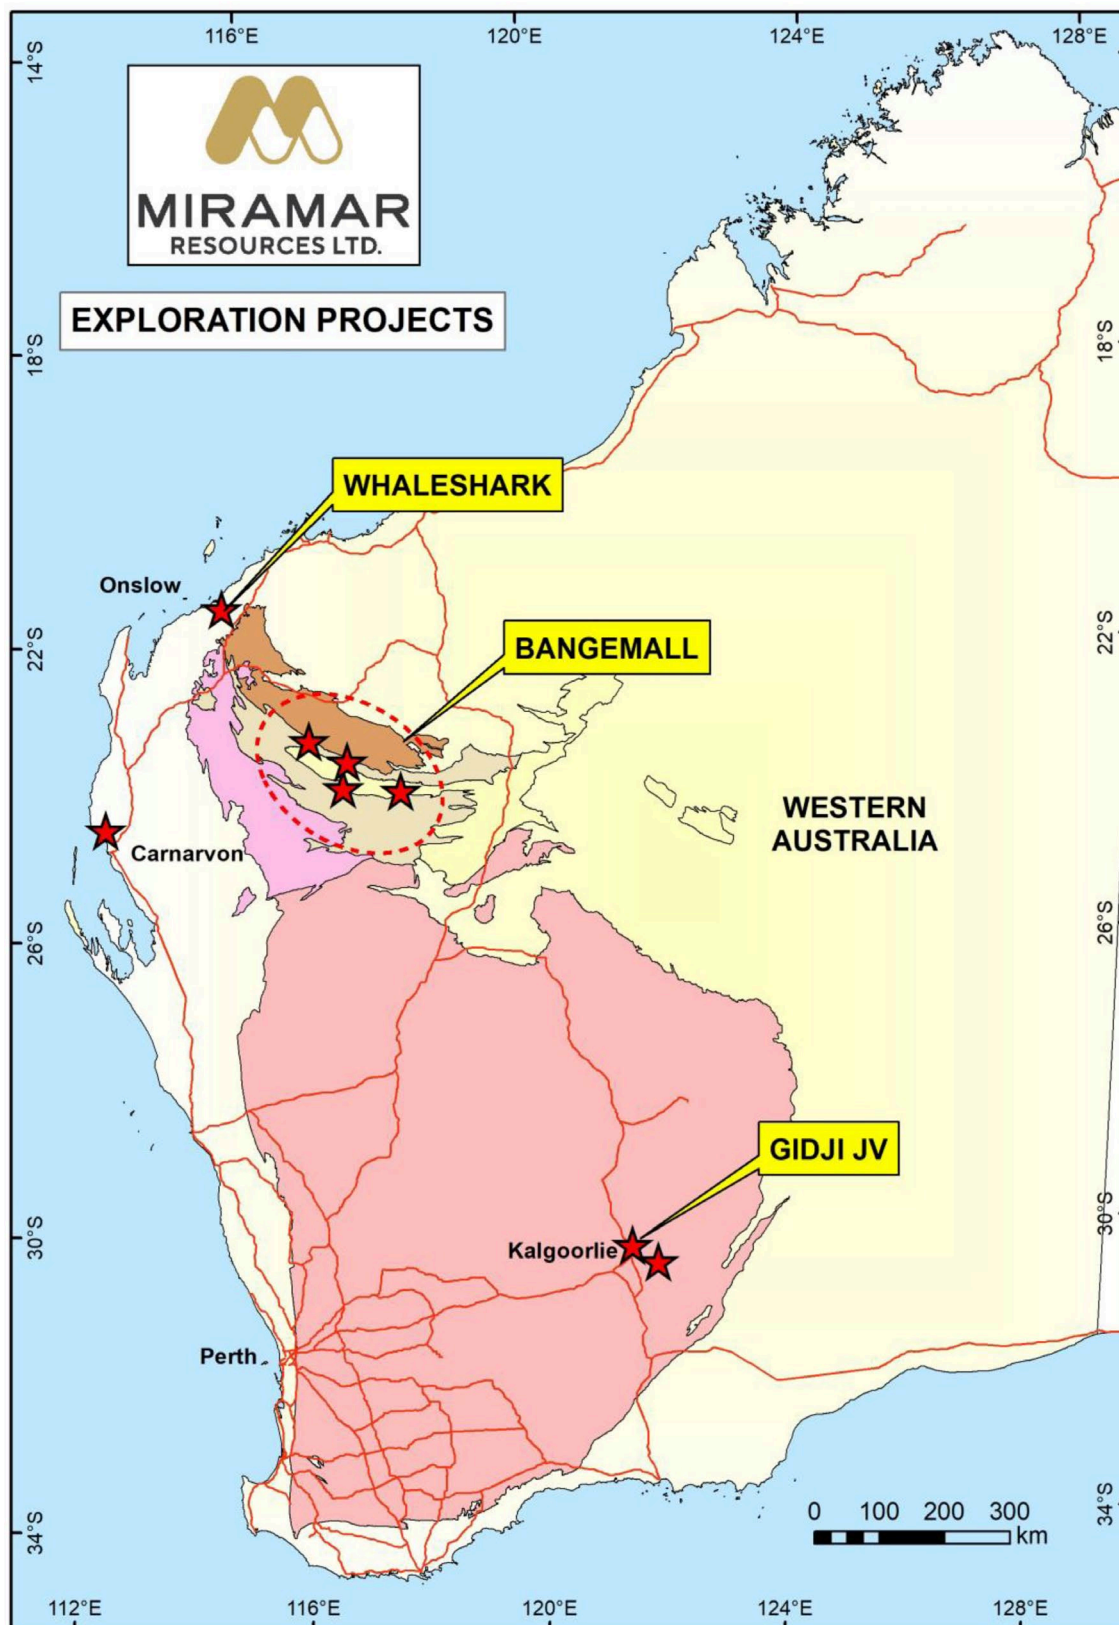 116°E
120°E
124°E
128°E
14°S
MIRAMAR
RESOURCES LTD.
EXPLORATION PROJECTS
18°S
18°S
WHALESHARK
Onslow
22°S
22°S
BANGEMALL
WESTERN
AUSTRALIA
Carnarvon
26°S
26°S
GIDJI JV
30°S
30°S
Kalgoorlie
Perth
34°S
34°S
0 100 200 300
km
112°E
116°E
120°E
124°E
128°E